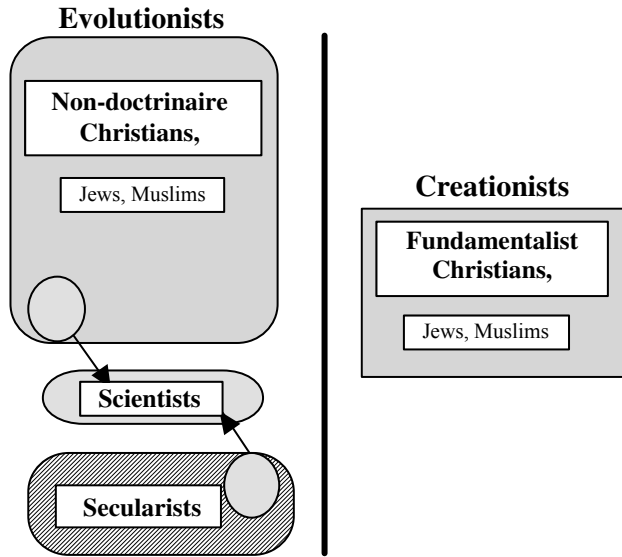 Evolutionists
Non-doctrinaire
Christians,
Jews, Muslims
Scientists
Secularists
Creationists
Fundamentalist
Christians,
Jews, Muslims